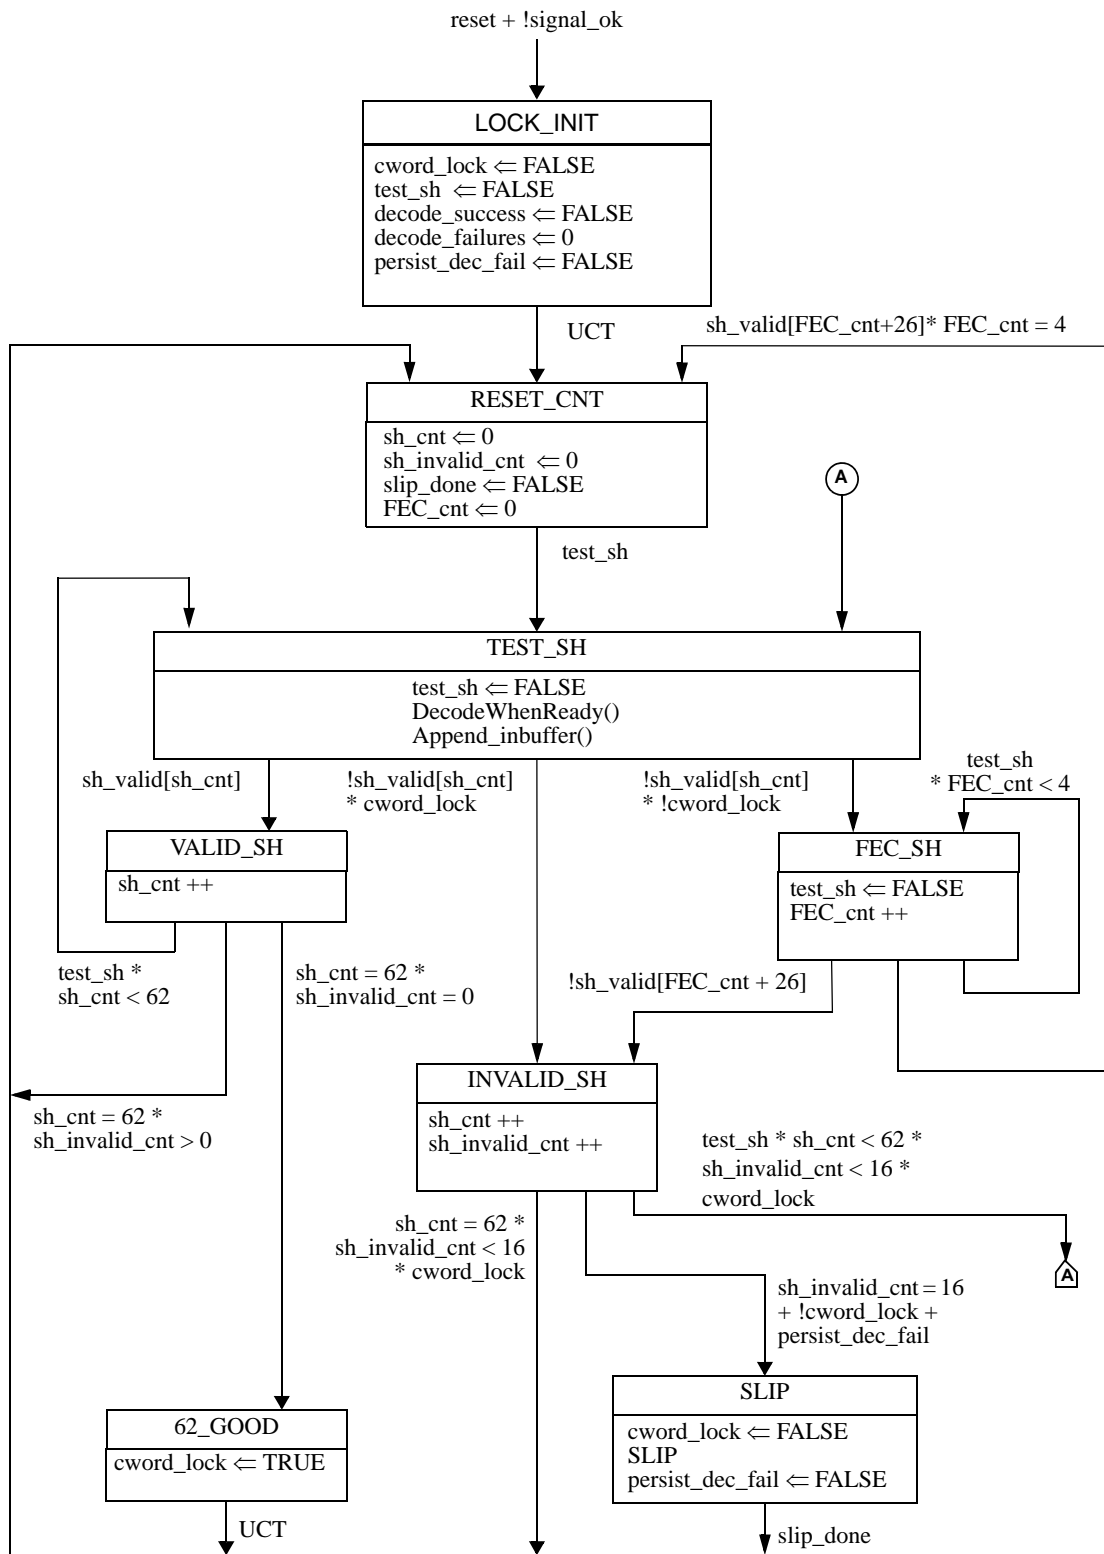 reset + !signal_ok
LOCK_INIT
cword_lock ⇐ FALSE
test_sh ⇐ FALSE
decode_success ⇐ FALSE
decode_failures ⇐ 0
persist_dec_fail ⇐ FALSE
UCT
sh_valid[FEC_cnt+26]* FEC_cnt = 4
RESET_CNT
sh_cnt ⇐ 0
sh_invalid_cnt ⇐ 0
slip_done ⇐ FALSE
FEC_cnt ⇐ 0
A
test_sh
TEST_SH
test_sh ⇐ FALSE
DecodeWhenReady()
Append_inbuffer()
sh_valid[sh_cnt]
!sh_valid[sh_cnt]
* cword_lock
!sh_valid[sh_cnt]
* !cword_lock
test_sh
* FEC_cnt < 4
VALID_SH
sh_cnt ++
FEC_SH
test_sh ⇐ FALSE
FEC_cnt ++
test_sh *
sh_cnt < 62
sh_cnt = 62 *
sh_invalid_cnt = 0
!sh_valid[FEC_cnt + 26]
INVALID_SH
sh_cnt ++
sh_invalid_cnt ++
sh_cnt = 62 *
sh_invalid_cnt > 0
test_sh * sh_cnt < 62 *
sh_invalid_cnt < 16 *
cword_lock
sh_cnt = 62 *
sh_invalid_cnt < 16
* cword_lock
A
sh_invalid_cnt = 16
+ !cword_lock +
persist_dec_fail
62_GOOD
cword_lock ⇐ TRUE
SLIP
cword_lock ⇐ FALSE
SLIP
persist_dec_fail ⇐ FALSE
UCT
slip_done